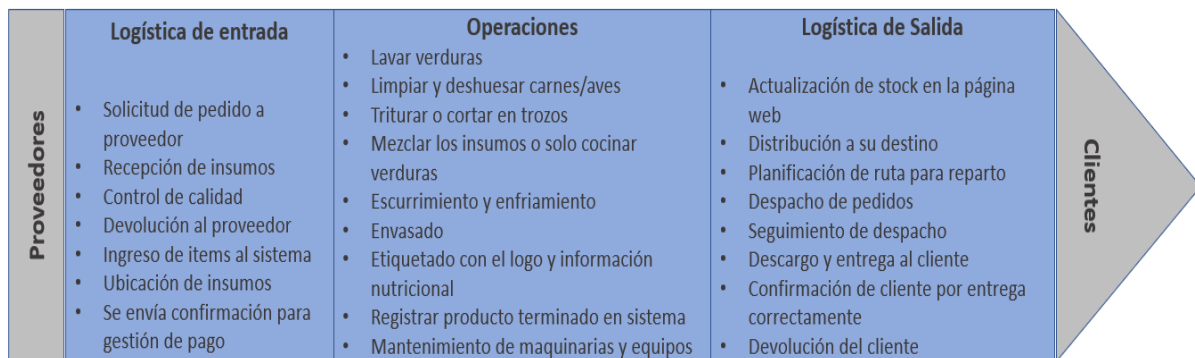 Proveedores
Logística de entrada
• Solicitud de pedido a
proveedor
• Recepción de insumos
• Control de calidad
• Devolución al proveedor
• Ingreso de items al sistema
• Ubicación de insumos
• Se envía confirmación para
gestión de pago
Operaciones
• Lavar verduras
• Limpiar y deshuesar carnes/aves
• Triturar o cortar en trozos
• Mezclar los insumos o solo cocinar
verduras
• Escurrimiento y enfriamiento
• Envasado
• Etiquetado con el logo y información
nutricional
• Registrar producto terminado en sistema
• Mantenimiento de maquinarias y equipos
Logística de Salida
• Actualización de stock en la página
web
• Distribución a su destino
• Planificación de ruta para reparto
• Despacho de pedidos
• Seguimiento de despacho
• Descargo y entrega al cliente
• Confirmación de cliente por entrega
correctamente
• Devolución del cliente
Clientes